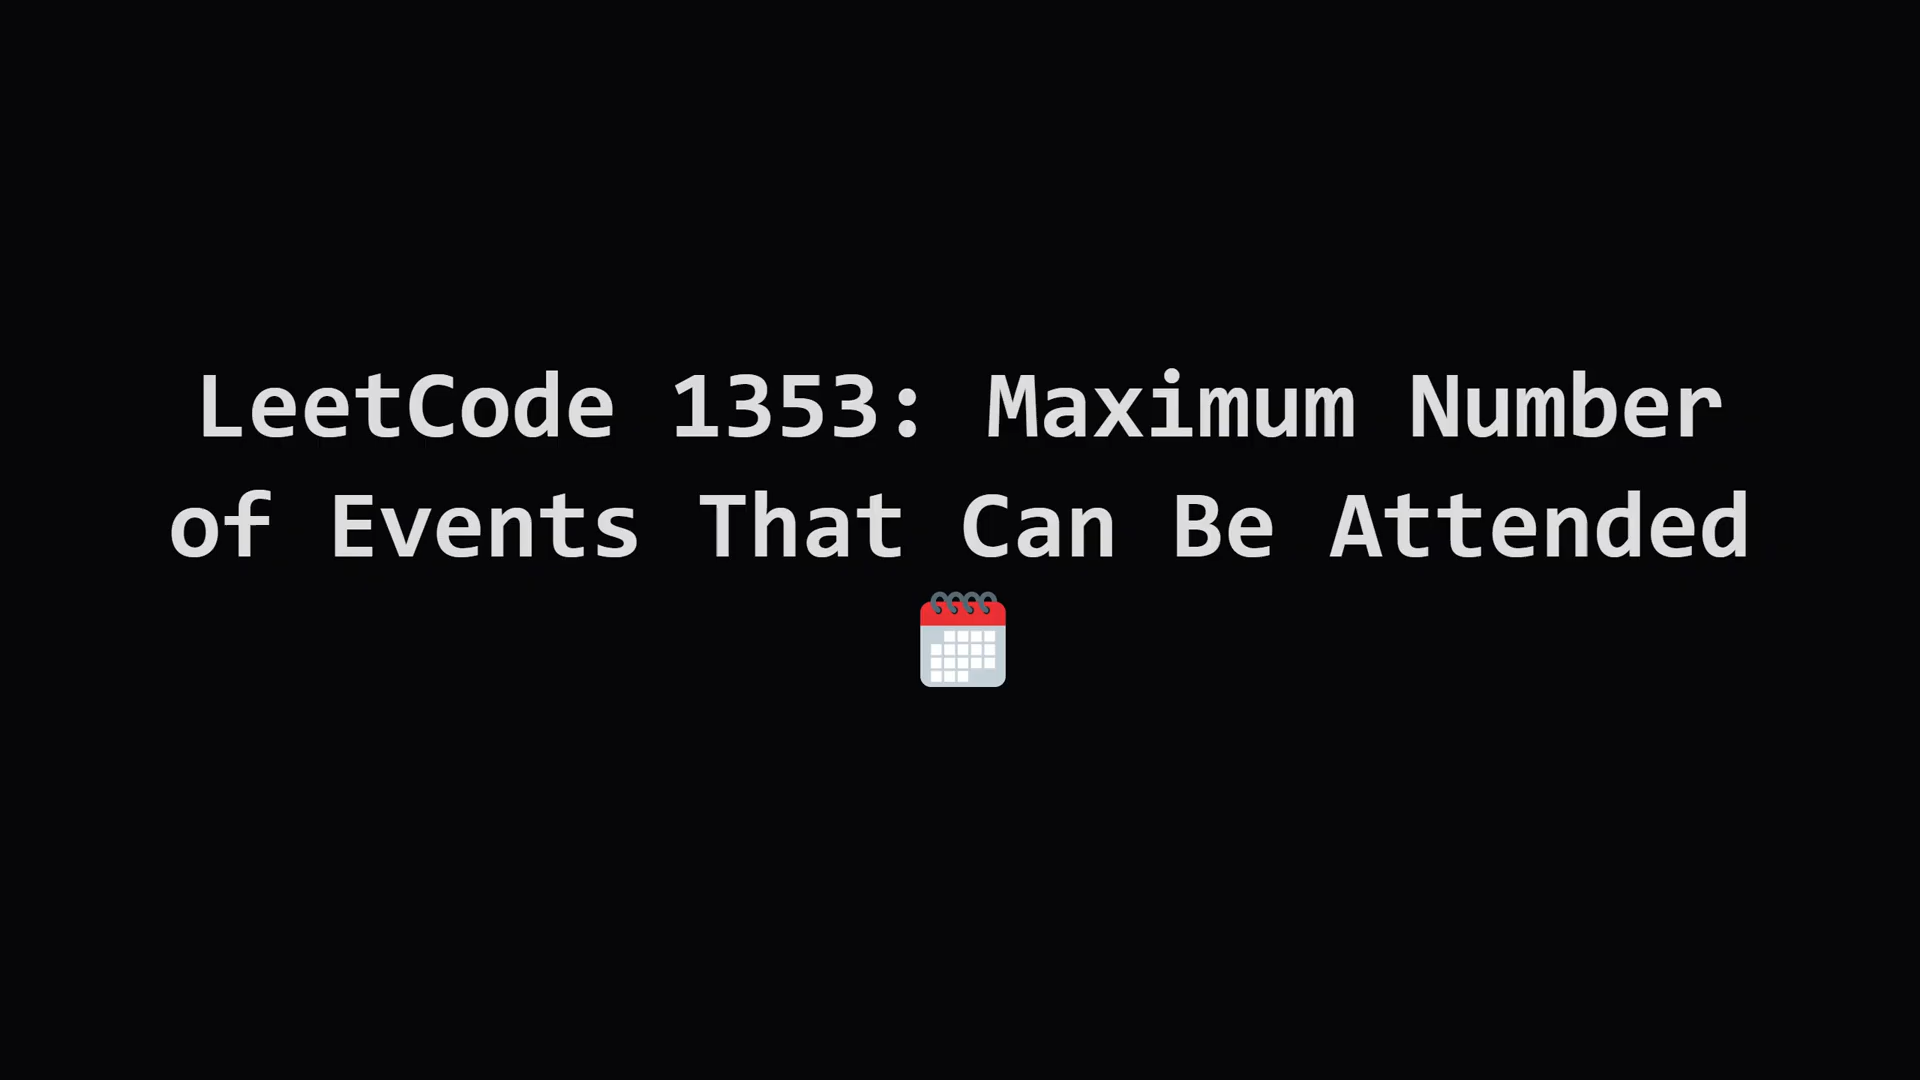 LeetCode 1353: Maximum Number
of Events That Can Be Attended